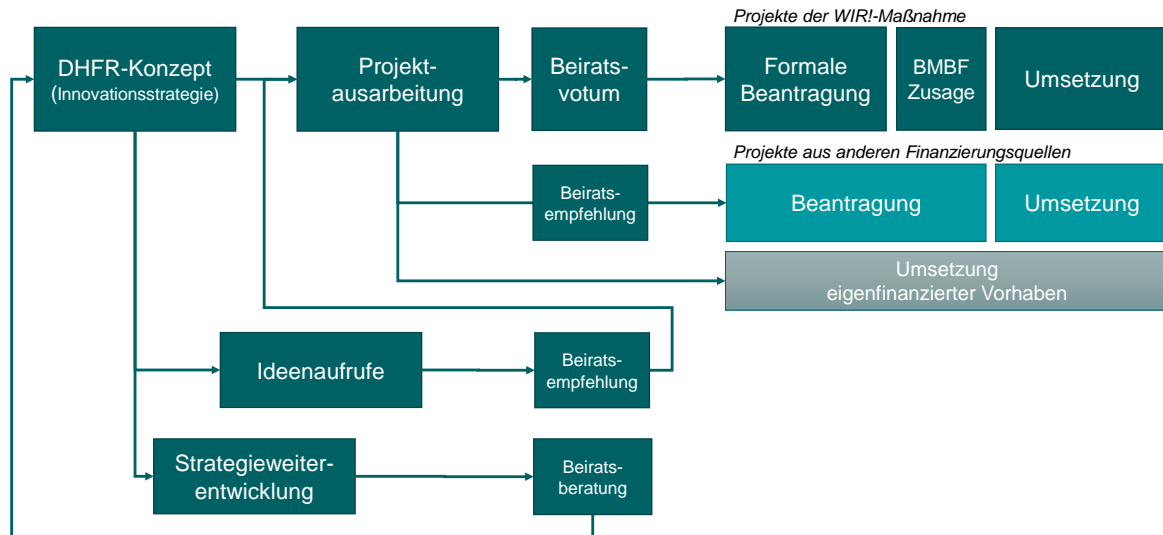 Projekte der WIR!-Maßnahme
DHFR-Konzept
(Innovationsstrategie)
Projekt-
ausarbeitung
Beirats-
votum
Formale
Beantragung
BMBF
Zusage
Umsetzung
Projekte aus anderen Finanzierungsquellen
Beirats-
empfehlung
Beantragung
Umsetzung
Umsetzung
eigenfinanzierter Vorhaben
Ideenaufrufe
Beirats-
empfehlung
Strategieweiter-
entwicklung
Beirats-
beratung